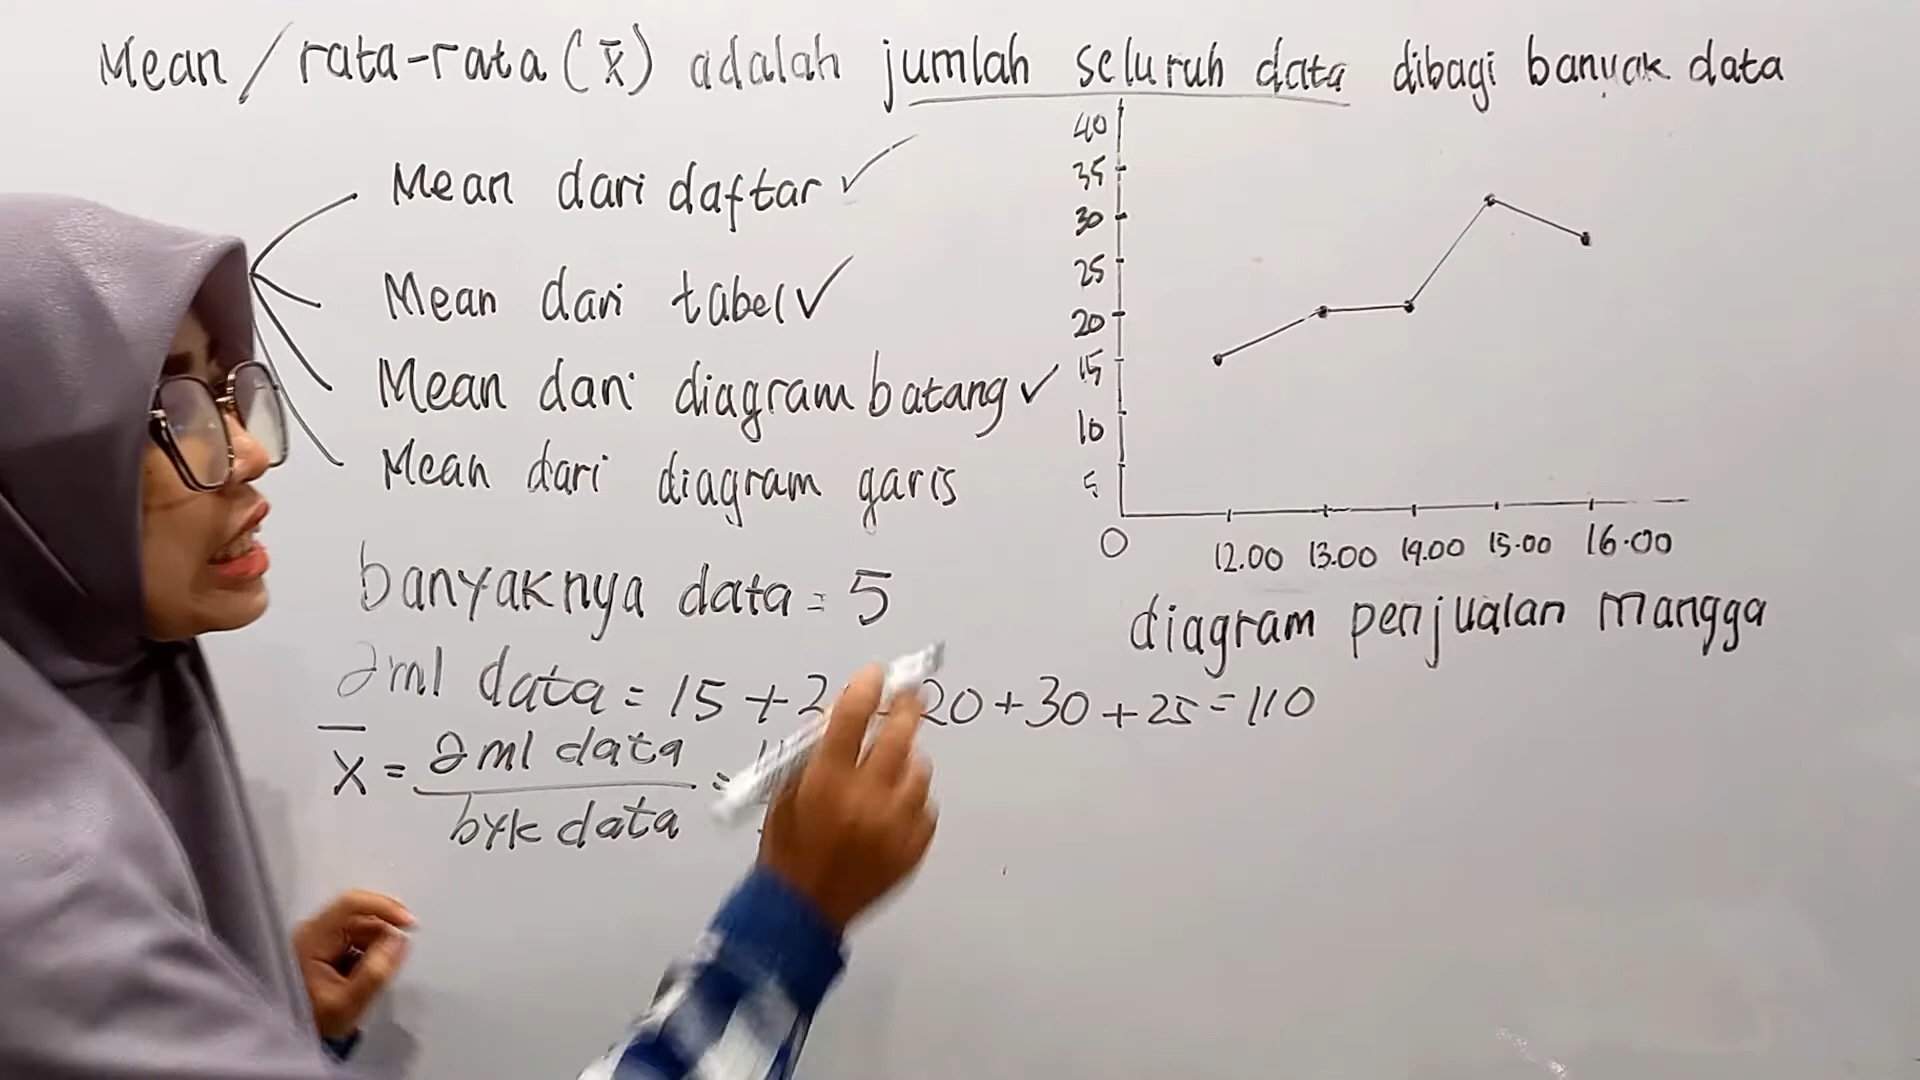 Mean / rata-rata (x̄) adalah jumlah seluruh data dibagi banyak data
Mean dari daftar ✓
Mean dari tabel ✓
Mean dari diagram batang ✓
Mean dari diagram garis
40
35
30
25
20
15
10
5
0
12.00 13.00 14.00 15.00 16.00
diagram penjualan mangga
banyaknya data = 5
Jml data = 15 + 20 + 30 + 25 = 110
x̄ = Jml data
byk data
=